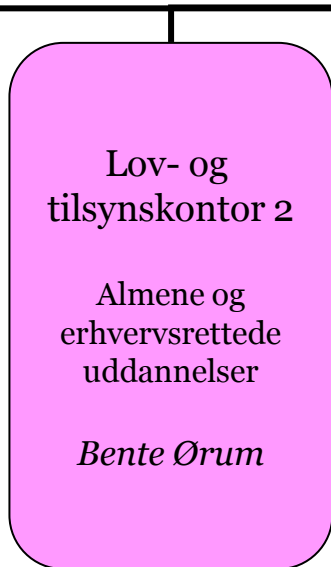 Lov- og
tilsynskontor 2
Almene og
erhvervsrettede
uddannelser
Bente Ørum